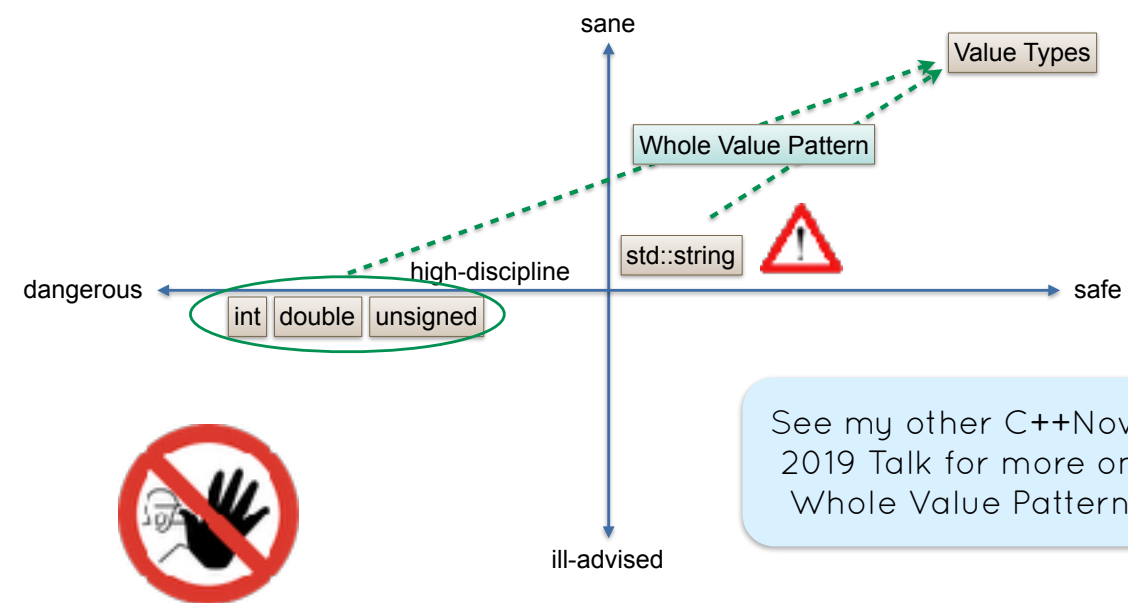 sane
Value Types
Whole Value Pattern
std::string
high-discipline
dangerous
safe
int
double
unsigned
See my other C++Nov
2019 Talk for more on
Whole Value Pattern
ill-advised